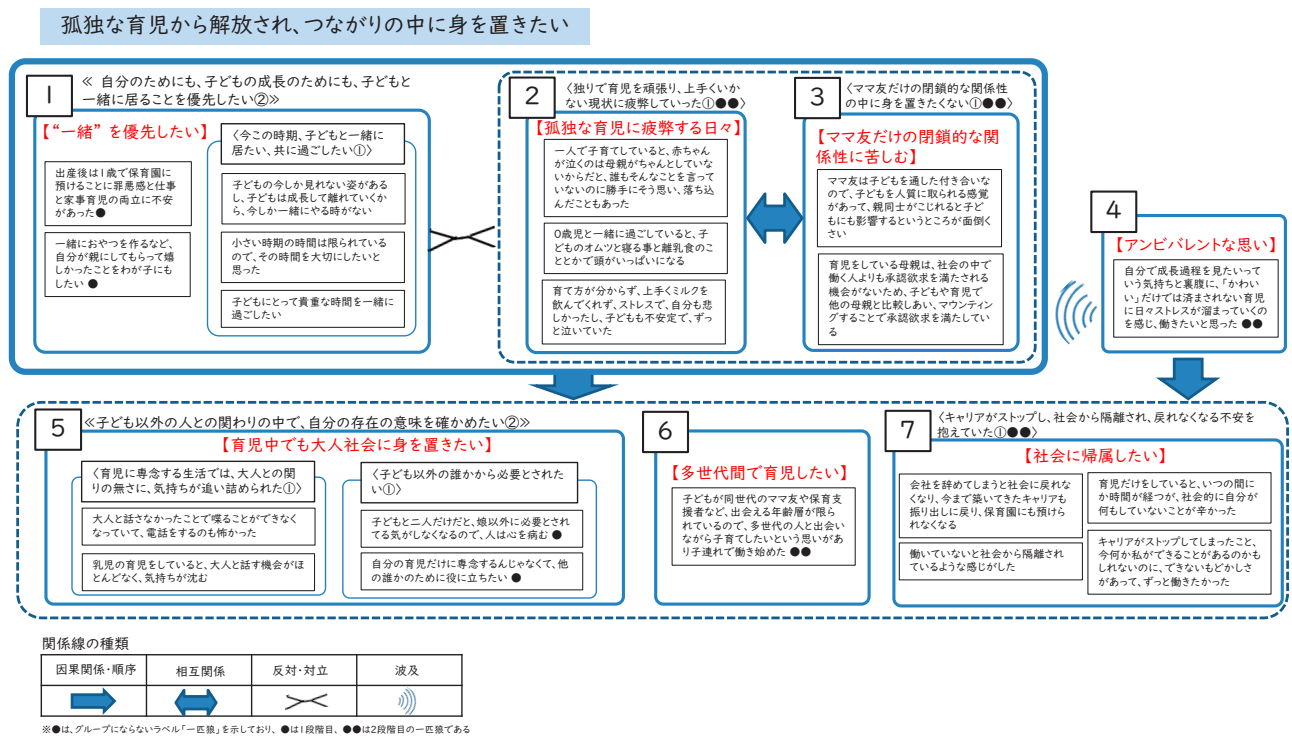 孤独な育児から解放され、つながりの中に身を置きたい
1
≪ 自分のためにも、子どもの成長のためにも、子どもと
一緒に居ることを優先したい②≫
【“一緒” を優先したい】
出産後は1歳で保育園に
預けることに罪悪感と仕事
と家事育児の両立に不安
があった●
一緒におやつを作るなど、
自分が親にしてもらって嬉
しかったことをわが子にも
したい ●
〈今この時期、子どもと一緒に
居たい、共に過ごしたい①〉
子どもの今しか見れない姿がある
し、子どもは成長して離れていくか
ら、今しか一緒にやる時がない
小さい時期の時間は限られている
ので、その時間を大切にしたいと
思った
子どもにとって貴重な時間を一緒に
過ごしたい
2
〈独りで育児を頑張り、上手くいか
ない現状に疲弊していった①●●〉
【孤独な育児に疲弊する日々】
一人で子育てしていると、赤ちゃん
が泣くのは母親がちゃんとしていな
いからだと、誰もそんなことを言って
いないのに勝手にそう思い、落ち込
んだこともあった
0歳児と一緒に過ごしていると、子
どものオムツと寝る事と離乳食のこ
ととかで頭がいっぱいになる
育て方が分からず、上手くミルクを
飲んでくれず、ストレスで、自分も悲
しかったし、子どもも不安定で、ずっ
と泣いていた
3
〈ママ友だけの閉鎖的な関係性
の中に身を置きたくない①●●〉
【ママ友だけの閉鎖的な関
係性に苦しむ】
ママ友は子どもを通した付き合いな
ので、子どもを人質に取られる感覚
があって、親同士がこじれると子ど
もにも影響するというところが面倒く
さい
育児をしている母親は、社会の中で
働く人よりも承認欲求を満たされる
機会がないため、子どもや育児で
他の母親と比較しあい、マウンティン
グすることで承認欲求を満たしてい
る
4
【アンビバレントな思い】
自分で成長過程を見たいってい
う気持ちと裏腹に、「かわい
い」だけでは済まされない育児
に日々ストレスが溜まっていくの
を感じ、働きたいと思った ●●
5
≪子ども以外の人との関わりの中で、自分の存在の意味を確かめたい②≫
【育児中でも大人社会に身を置きたい】
〈育児に専念する生活では、大人との関
りの無さに、気持ちが追い詰められた①〉
大人と話さなかったことで喋ることができなく
なっていて、電話をするのも怖かった
乳児の育児をしていると、大人と話す機会がほ
とんどなく、気持ちが沈む
〈子ども以外の誰かから必要とされた
い①〉
子どもと二人だけだと、娘以外に必要とされ
てる気がしなくなるので、人は心を病む ●
自分の育児だけに専念するんじゃなくて、他
の誰かのために役に立ちたい ●
6
【多世代間で育児したい】
子どもが同世代のママ友や保育支
援者など、出会える年齢層が限ら
れているので、多世代の人と出会い
ながら子育てしたいという思いがあ
り子連れで働き始めた ●●
7
〈キャリアがストップし、社会から隔離され、戻れなくなる不安を
抱えていた①●●〉
【社会に帰属したい】
会社を辞めてしまうと社会に戻れな
くなり、今まで築いてきたキャリアも
振り出しに戻り、保育園にも預けら
れなくなる
働いていないと社会から隔離され
ているような感じがした
育児だけをしていると、いつの間に
か時間が経つが、社会的に自分が
何もしていないことが辛かった
キャリアがストップしてしまったこと、
今何か私ができることがあるのかも
しれないのに、できないもどかしさ
があって、ずっと働きたかった
関係線の種類
因果関係・順序
相互関係
反対・対立
波及
※●は、グループにならないラベル「一匹狼」を示しており、●は1段階目、●●は2段階目の一匹狼である